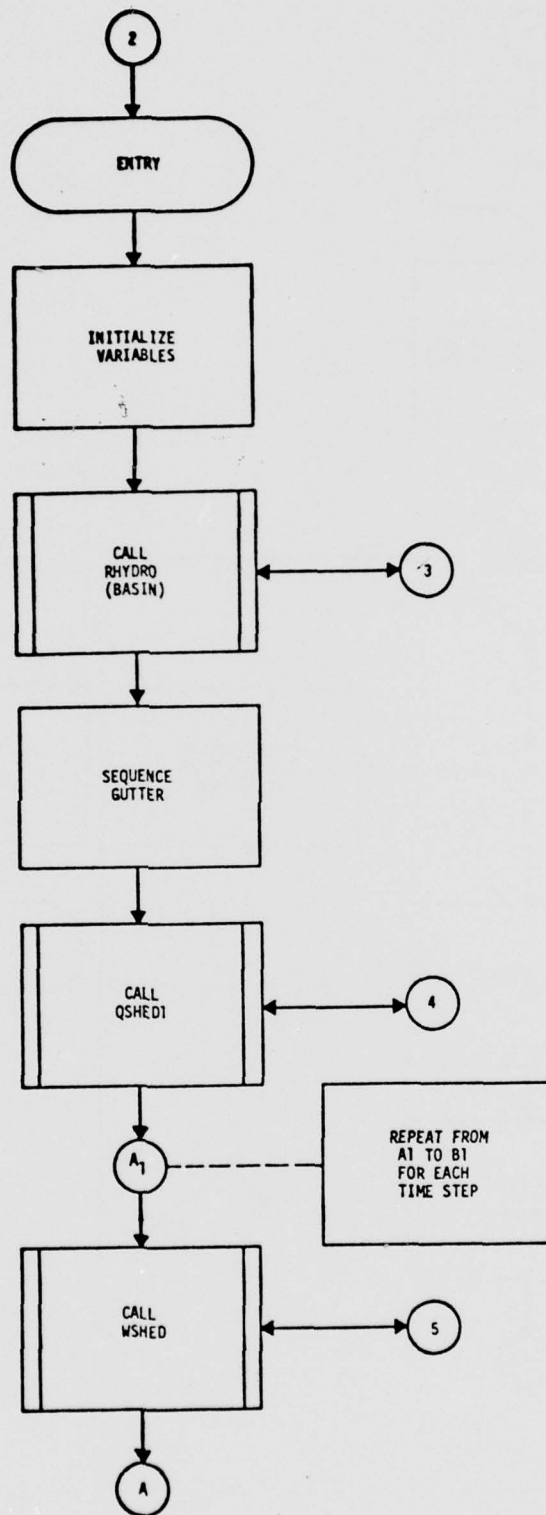 2
ENTRY
INITIALIZE
VARIABLES
CALL
RHYDRO
(BASIN)
3
SEQUENCE
GUTTER
CALL
QSHED1
4
A1
REPEAT FROM
A1 TO B1
FOR EACH
TIME STEP
CALL
WSHED
5
A